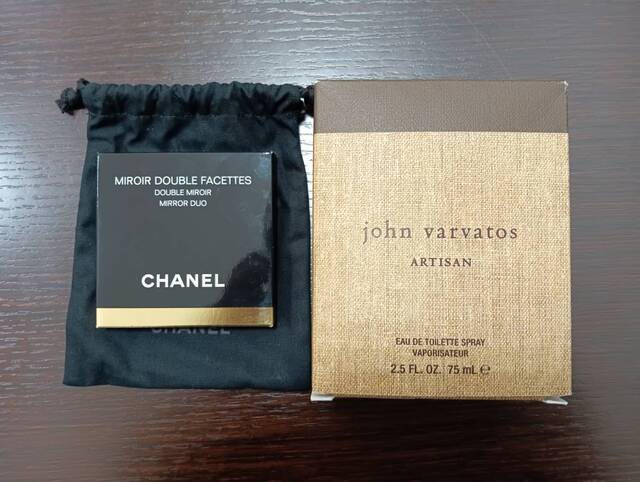 MIROIR DOUBLE FACETTES
DOUBLE MIROIR
MIRROR DUO
CHANEL
CHANEL
john varvatos
ARTISAN
EAU DE TOILETTE SPRAY
VAPORISATEUR
2.5 FL. OZ. 75 mL ℮